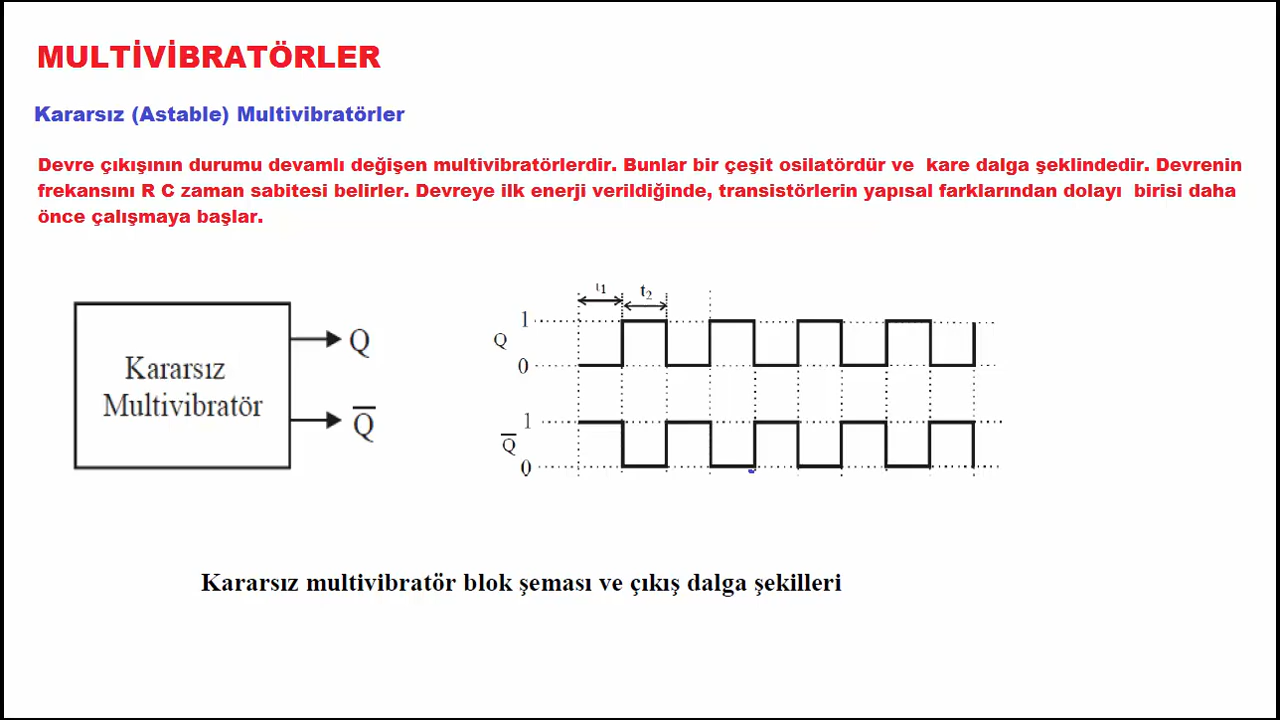 MULTİVİBRATÖRLER
Kararsız (Astable) Multivibratörler
Devre çıkışının durumu devamlı değişen multivibratörlerdir. Bunlar bir çeşit osilatördür ve kare dalga şeklindedir. Devrenin
frekansını R C zaman sabitesi belirler. Devreye ilk enerji verildiğinde, transistörlerin yapısal farklarından dolayı birisi daha
önce çalışmaya başlar.
Kararsız
Multivibratör
Q
Q̅
t₁ t₂
1
Q
0
1
Q̅
0
Kararsız multivibratör blok şeması ve çıkış dalga şekilleri